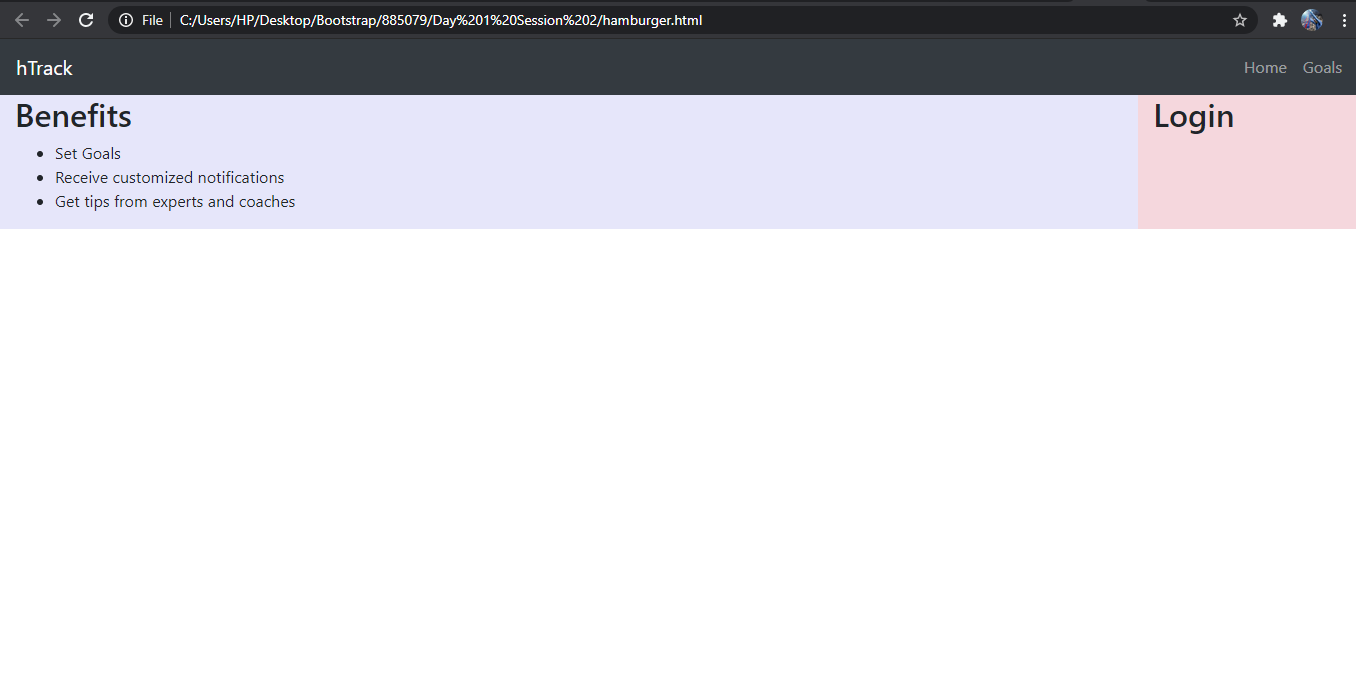 File C:/Users/HP/Desktop/Bootstrap/885079/Day%201%20Session%202/hamburger.html
hTrack Home Goals
Benefits
Set Goals
Receive customized notifications
Get tips from experts and coaches
Login